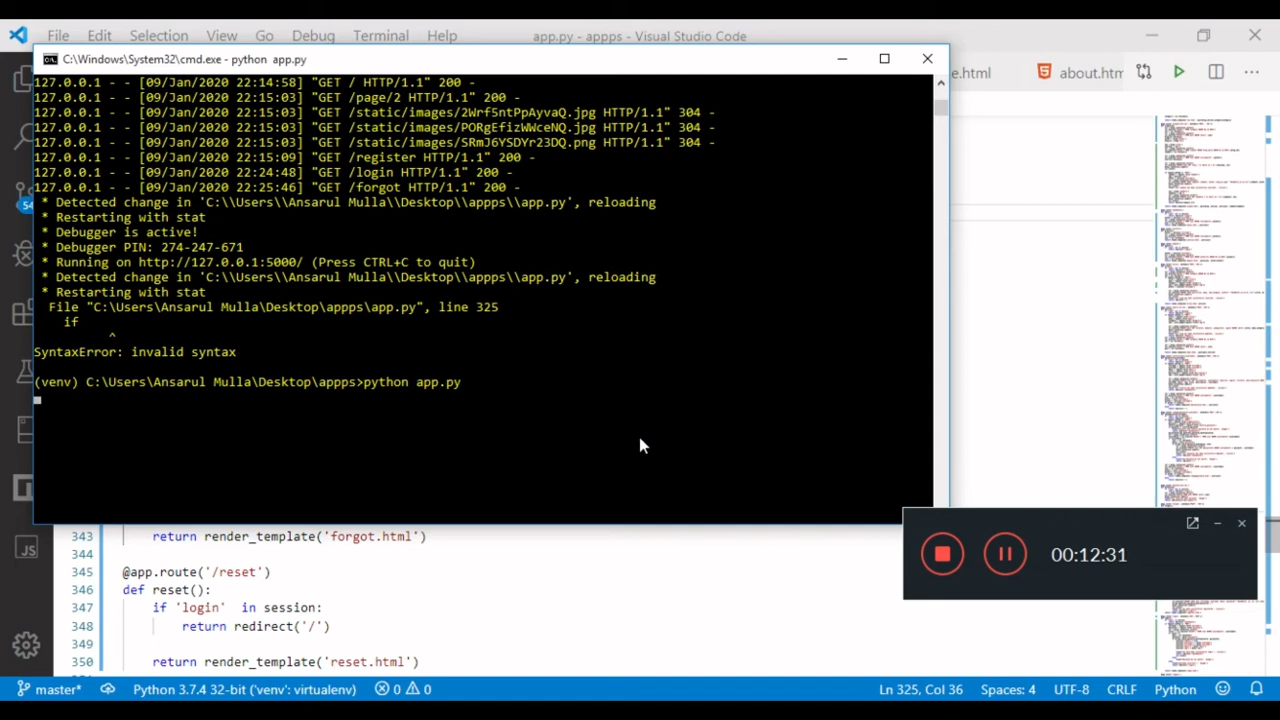 File Edit Selection View Go Debug Terminal Help app.py - appps - Visual Studio Code
C:\Windows\System32\cmd.exe - python app.py
e.html about.htm
127.0.0.1 - - [09/Jan/2020 22:14:58] "GET / HTTP/1.1" 200 -
127.0.0.1 - - [09/Jan/2020 22:15:03] "GET /page/2 HTTP/1.1" 200 -
127.0.0.1 - - [09/Jan/2020 22:15:03] "GET /static/images/ HTTP/1.1" 304 -
127.0.0.1 - - [09/Jan/2020 22:15:03] "GET /static/images/ HTTP/1.1" 304 -
127.0.0.1 - - [09/Jan/2020 22:15:03] "GET /static/images/ HTTP/1.1" 304 -
127.0.0.1 - - [09/Jan/2020 22:15:09] "GET /register HTTP/1.1" 200 -
127.0.0.1 - - [09/Jan/2020 22:24:48] "GET /login HTTP/1.1" 200 -
127.0.0.1 - - [09/Jan/2020 22:25:46] "GET /forgot HTTP/1.1" 200 -
* Detected change in 'C:\\Users\\Ansarul Mulla\\Desktop\\appps\\app.py', reloading
* Restarting with stat
* Debugger is active!
* Debugger PIN: 274-247-671
* Running on http://127.0.0.1:5000/ (Press CTRL+C to quit)
* Detected change in 'C:\\Users\\Ansarul Mulla\\Desktop\\appps\\app.py', reloading
* Restarting with stat
File "C:\Users\Ansarul Mulla\Desktop\appps\app.py", line
if
^
SyntaxError: invalid syntax
(venv) C:\Users\Ansarul Mulla\Desktop\appps>python app.py
00:12:31
54
343 return render_template('forgot.html')
344
345 @app.route('/reset')
346 def reset():
347 if 'login' in session:
348 return redirect('/')
349
350 return render_template('reset.html')
JS
master* Python 3.7.4 32-bit ('venv': virtualenv) 0 0 Ln 325, Col 36 Spaces: 4 UTF-8 CRLF Python